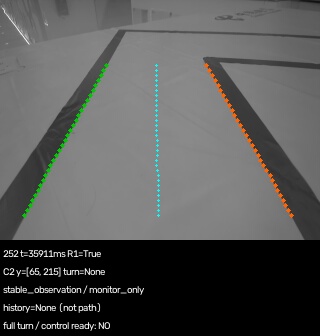 252 t=35911ms R1=True
C2 y=[65, 215] turn=None
stable_observation / monitor_only
history=None (not path)
full turn / control ready: NO